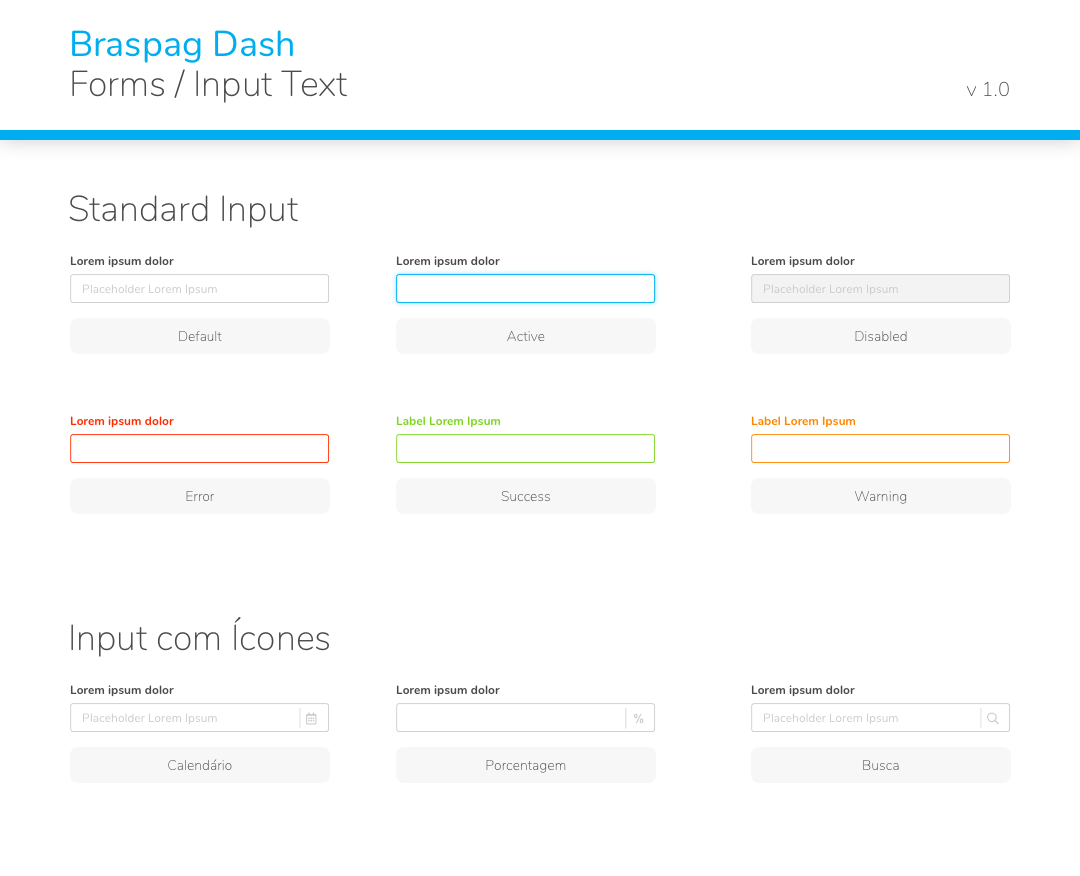 Braspag Dash
Forms / Input Text
v 1.0
Standard Input
Lorem ipsum dolor
Placeholder Lorem Ipsum
Default
Lorem ipsum dolor
Active
Lorem ipsum dolor
Placeholder Lorem Ipsum
Disabled
Lorem ipsum dolor
Error
Label Lorem Ipsum
Success
Label Lorem Ipsum
Warning
Input com Ícones
Lorem ipsum dolor
Placeholder Lorem Ipsum
Calendário
Lorem ipsum dolor
%
Porcentagem
Lorem ipsum dolor
Placeholder Lorem Ipsum
Busca